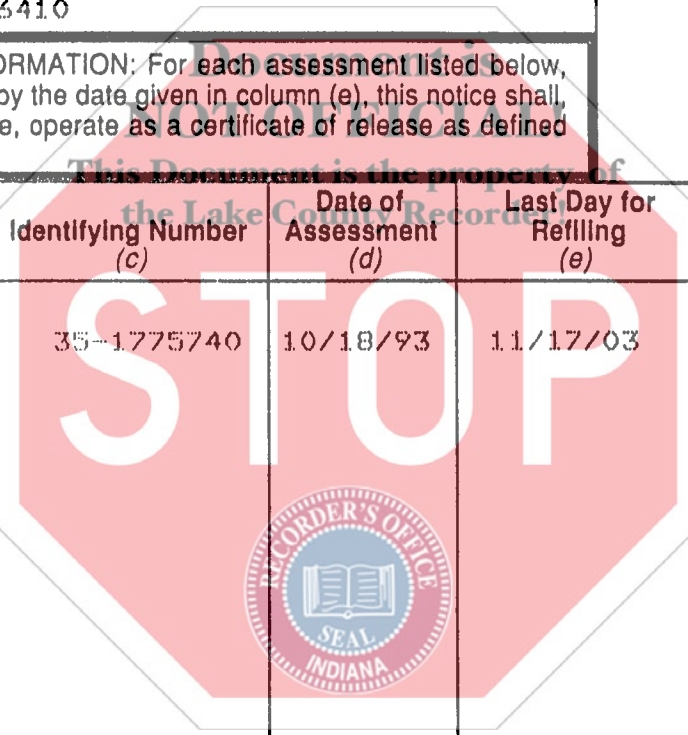 6410
Document is
ORMATION: For each assessment listed below,
by the date given in column (e), this notice shall,
NOT OFFICIAL!
e, operate as a certificate of release as defined
This Document is the property of
the Lake County Recorder!
Identifying Number
(c)
Date of
Assessment
(d)
Last Day for
Refiling
(e)
35-1775740
10/18/93
11/17/03
STOP
RECORDER'S OFFICE
SEAL
INDIANA